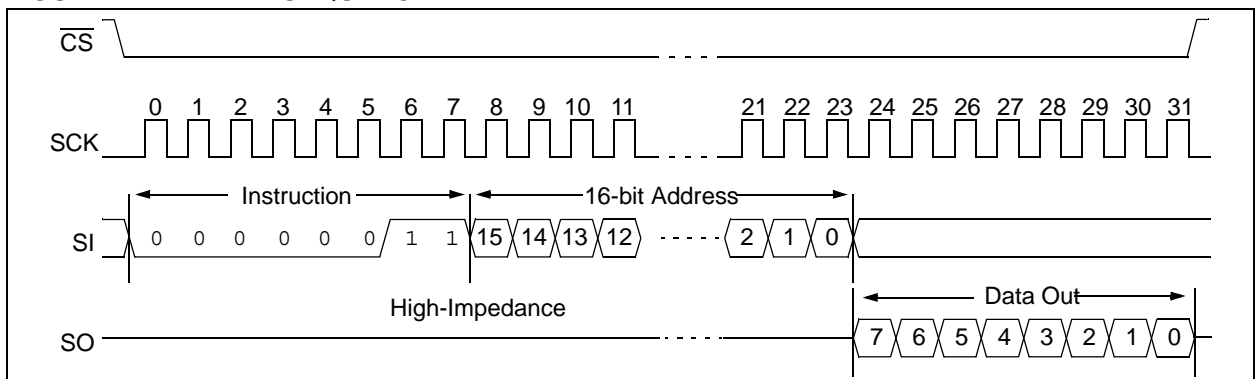 CS
0 1 2 3 4 5 6 7 8 9 10 11 21 22 23 24 25 26 27 28 29 30 31
SCK
Instruction 16-bit Address
SI 0 0 0 0 0 0 1 1 15 14 13 12 2 1 0
High-Impedance Data Out
SO 7 6 5 4 3 2 1 0